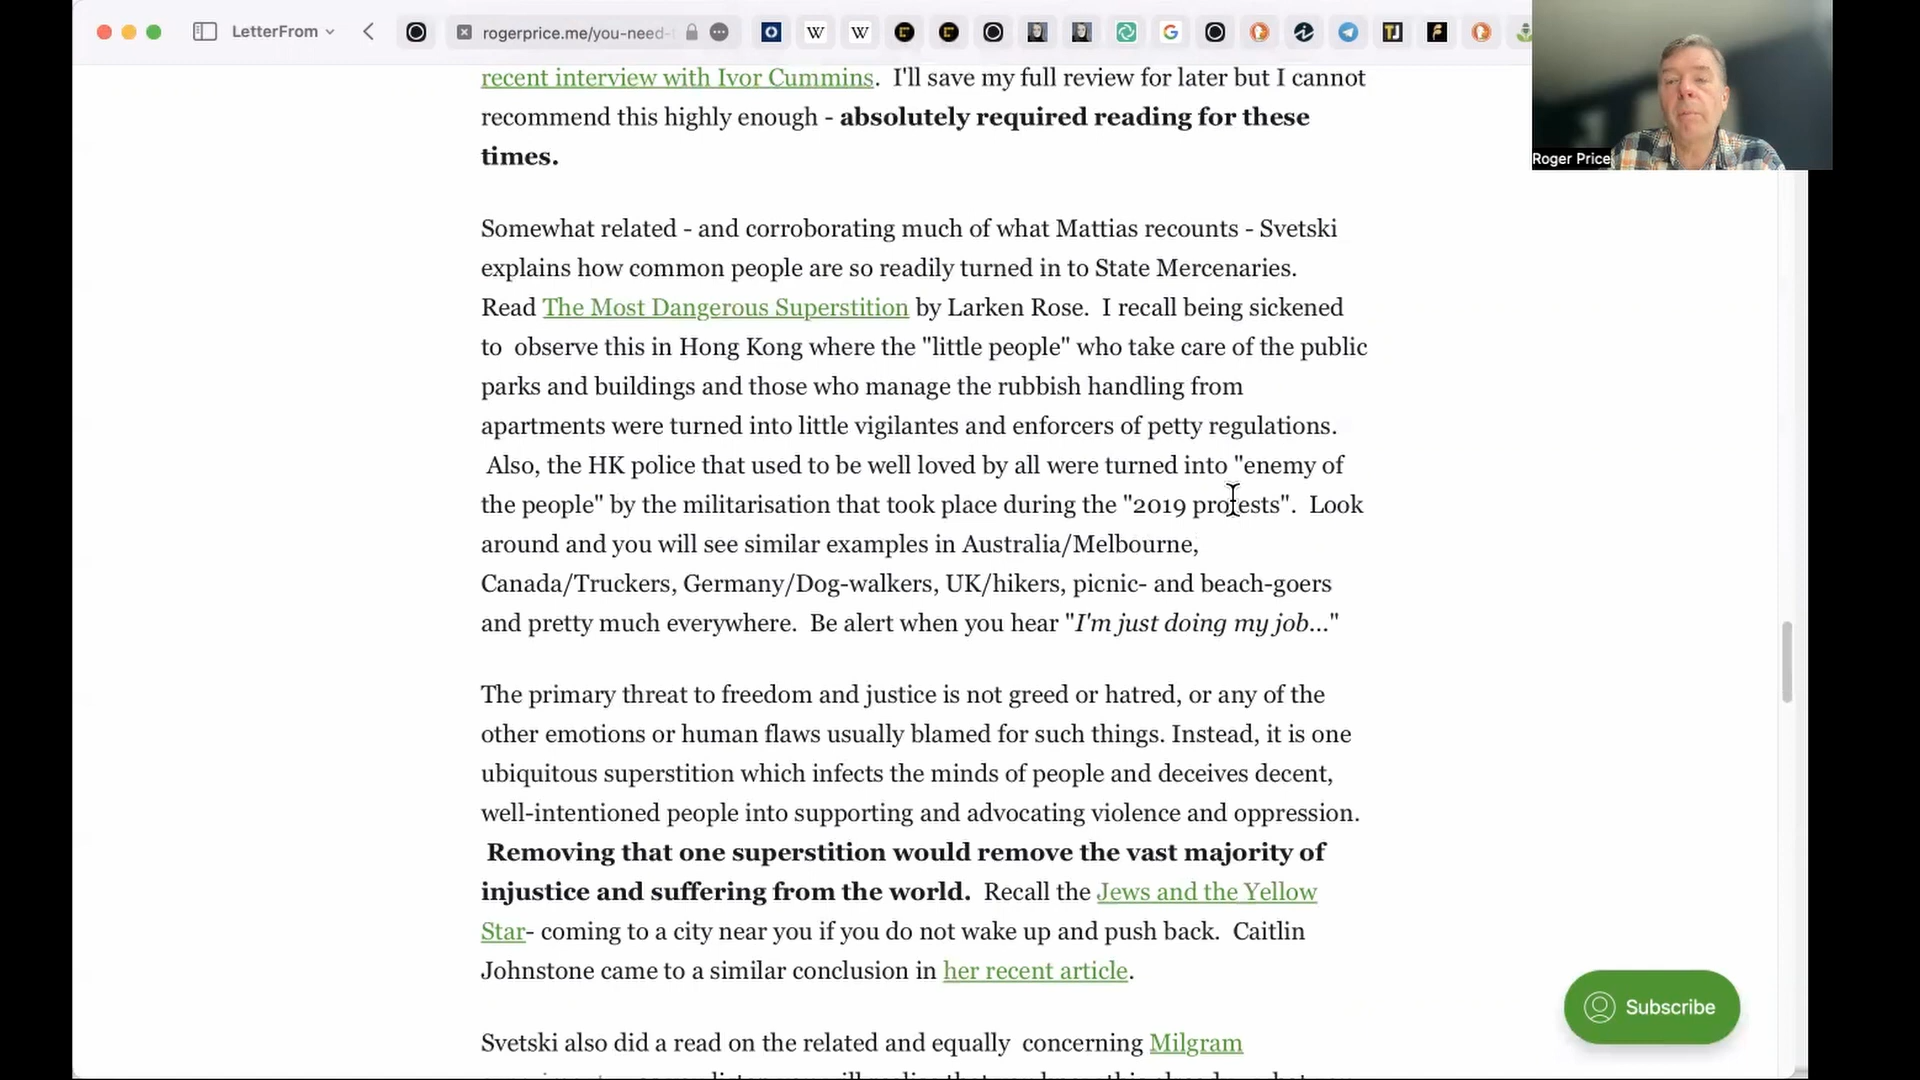 LetterFrom
rogerprice.me/you-need-
Roger Price
recent interview with Ivor Cummins.  I'll save my full review for later but I cannot
recommend this highly enough - absolutely required reading for these
times.
Somewhat related - and corroborating much of what Mattias recounts - Svetski
explains how common people are so readily turned in to State Mercenaries.
Read The Most Dangerous Superstition by Larken Rose.  I recall being sickened
to  observe this in Hong Kong where the "little people" who take care of the public
parks and buildings and those who manage the rubbish handling from
apartments were turned into little vigilantes and enforcers of petty regulations.
Also, the HK police that used to be well loved by all were turned into "enemy of
the people" by the militarisation that took place during the "2019 protests".  Look
around and you will see similar examples in Australia/Melbourne,
Canada/Truckers, Germany/Dog-walkers, UK/hikers, picnic- and beach-goers
and pretty much everywhere.  Be alert when you hear "I'm just doing my job..."
The primary threat to freedom and justice is not greed or hatred, or any of the
other emotions or human flaws usually blamed for such things. Instead, it is one
ubiquitous superstition which infects the minds of people and deceives decent,
well-intentioned people into supporting and advocating violence and oppression.
Removing that one superstition would remove the vast majority of
injustice and suffering from the world.  Recall the Jews and the Yellow
Star- coming to a city near you if you do not wake up and push back.  Caitlin
Johnstone came to a similar conclusion in her recent article.
Subscribe
Svetski also did a read on the related and equally  concerning Milgram